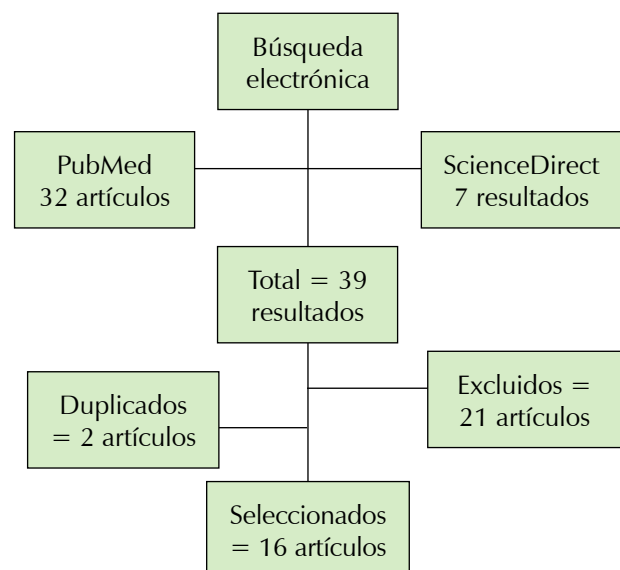 Búsqueda
electrónica
PubMed
32 artículos
ScienceDirect
7 resultados
Total = 39
resultados
Excluidos =
21 artículos
Duplicados
= 2 artículos
Seleccionados
= 16 artículos